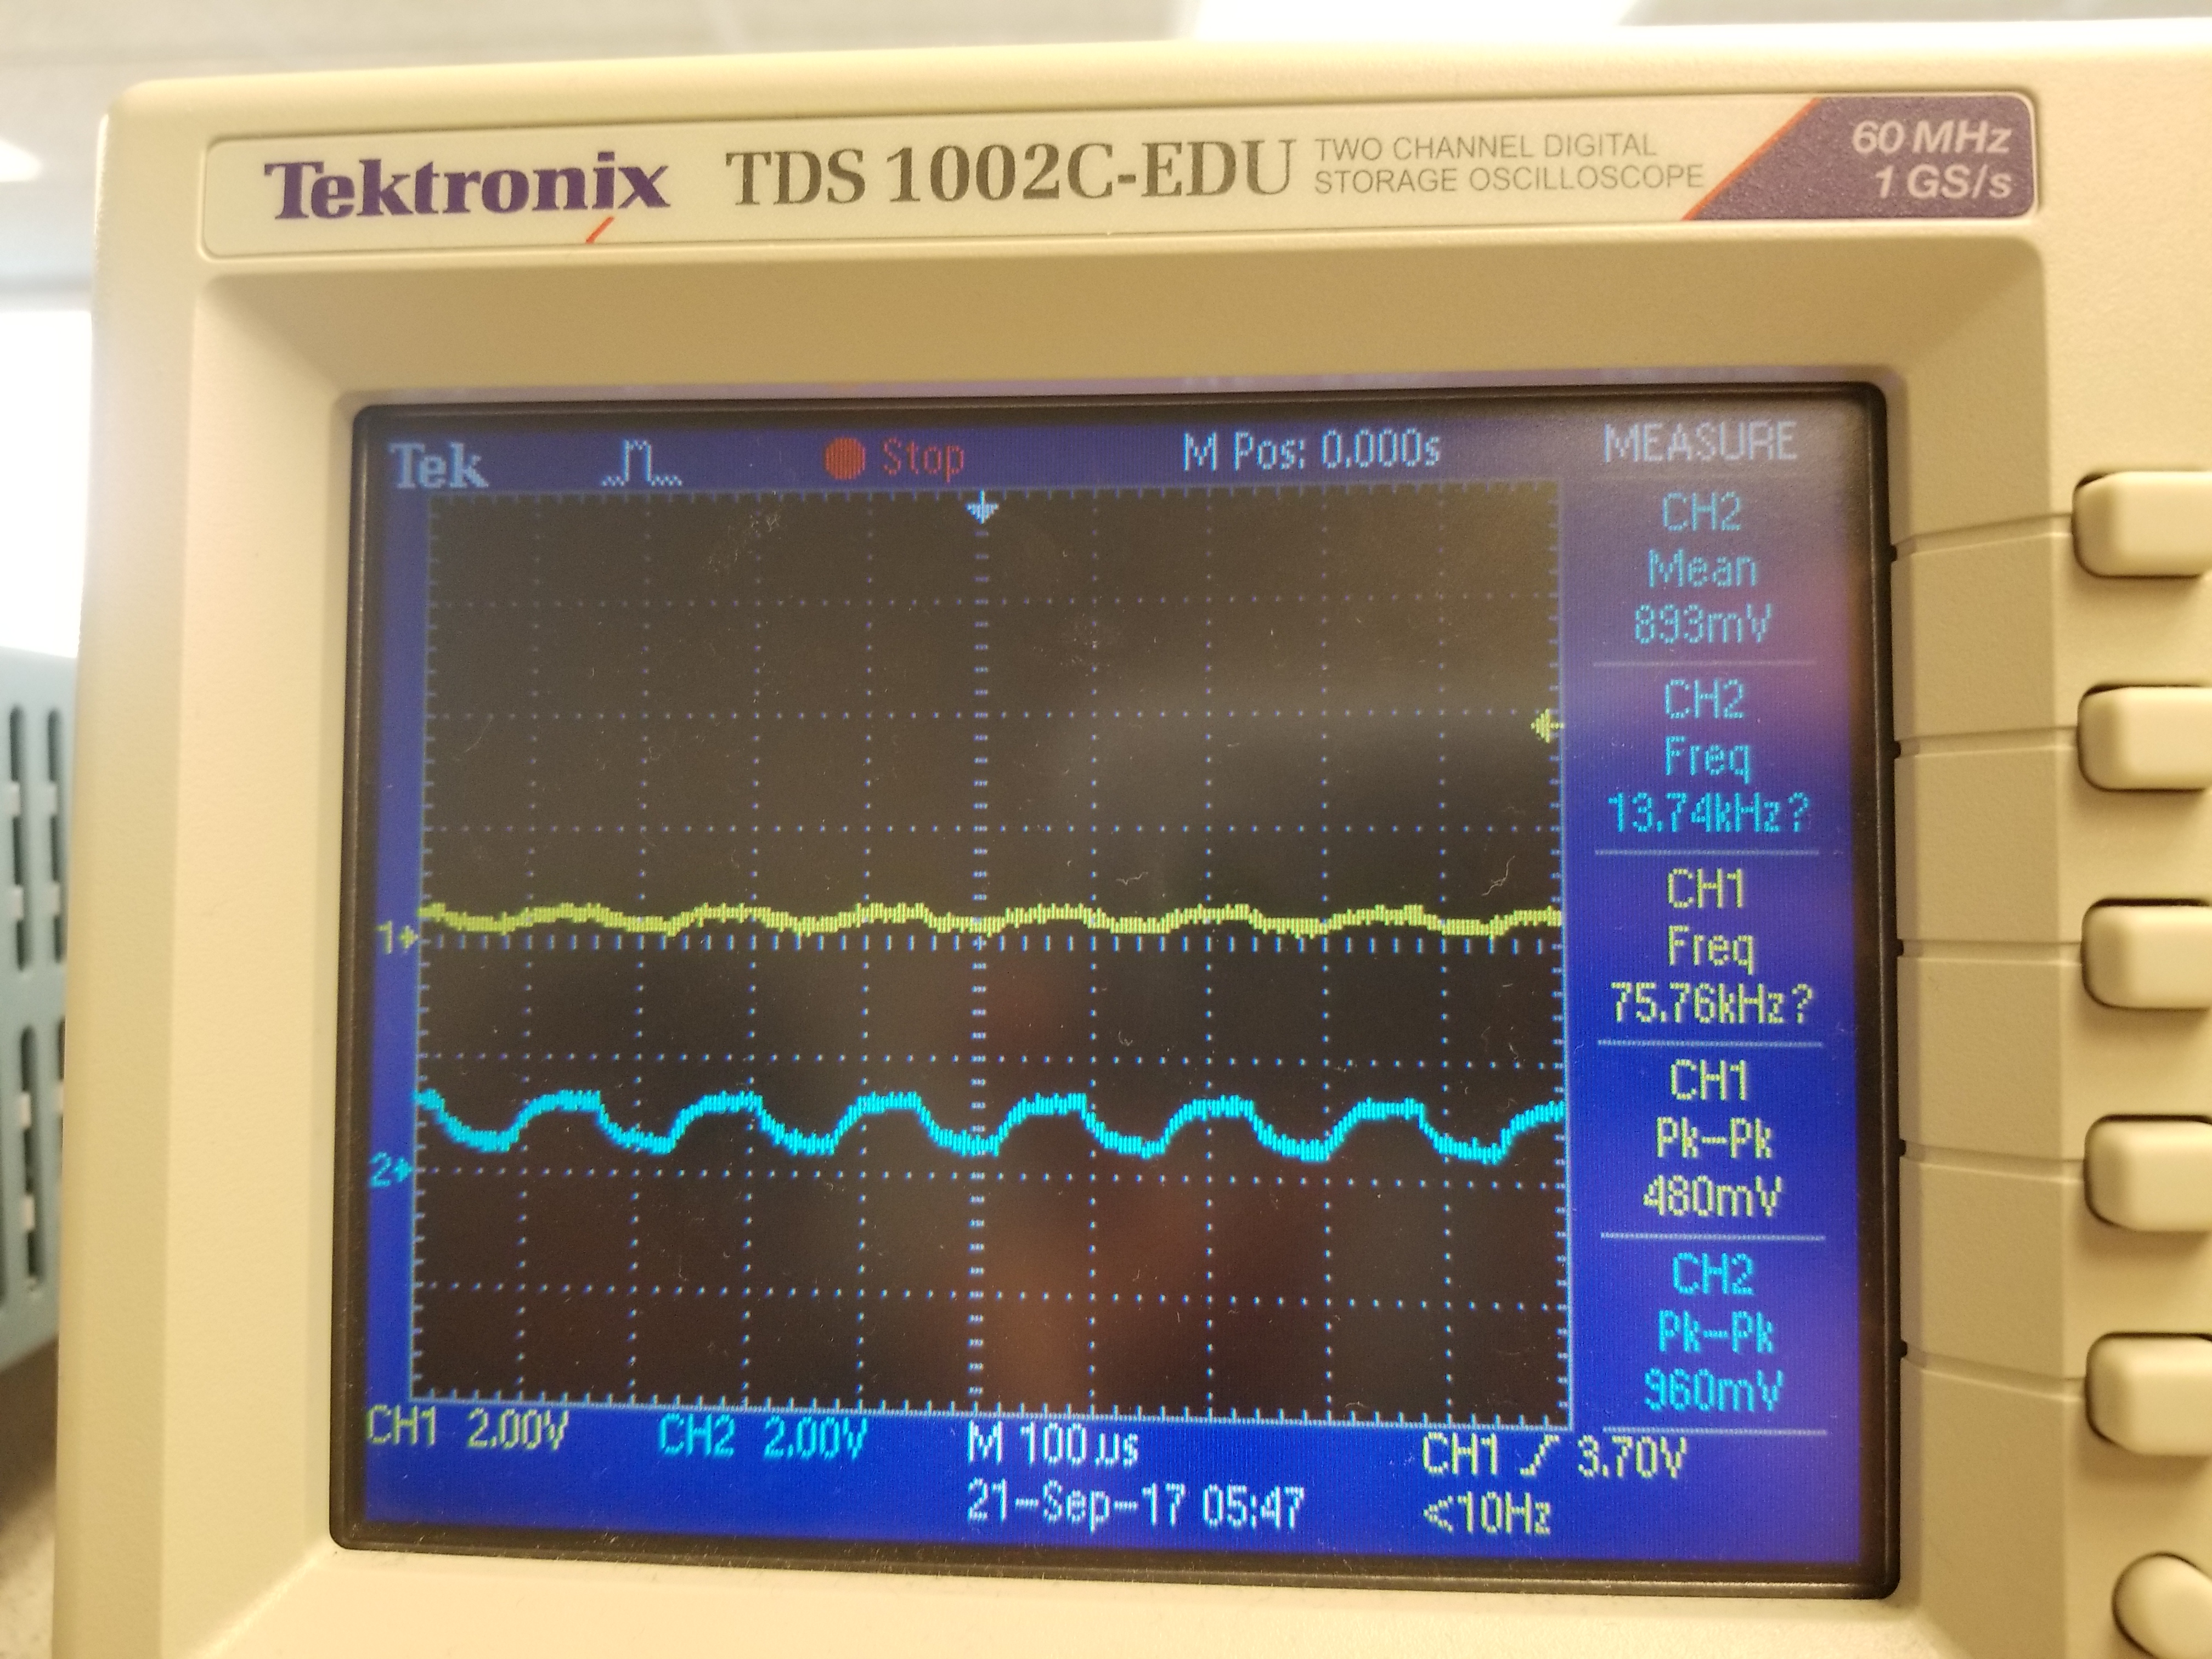 Tektronix TDS 1002C-EDU TWO CHANNEL DIGITAL STORAGE OSCILLOSCOPE
60 MHz
1 GS/s
Tek Stop M Pos: 0.000s MEASURE
CH2
Mean
893mV
CH2
Freq
13.74kHz?
CH1
Freq
75.76kHz?
CH1
Pk-Pk
480mV
CH2
Pk-Pk
960mV
1
2
CH1 2.00V CH2 2.00V M 100µs CH1 3.70V
21-Sep-17 05:47 <10Hz